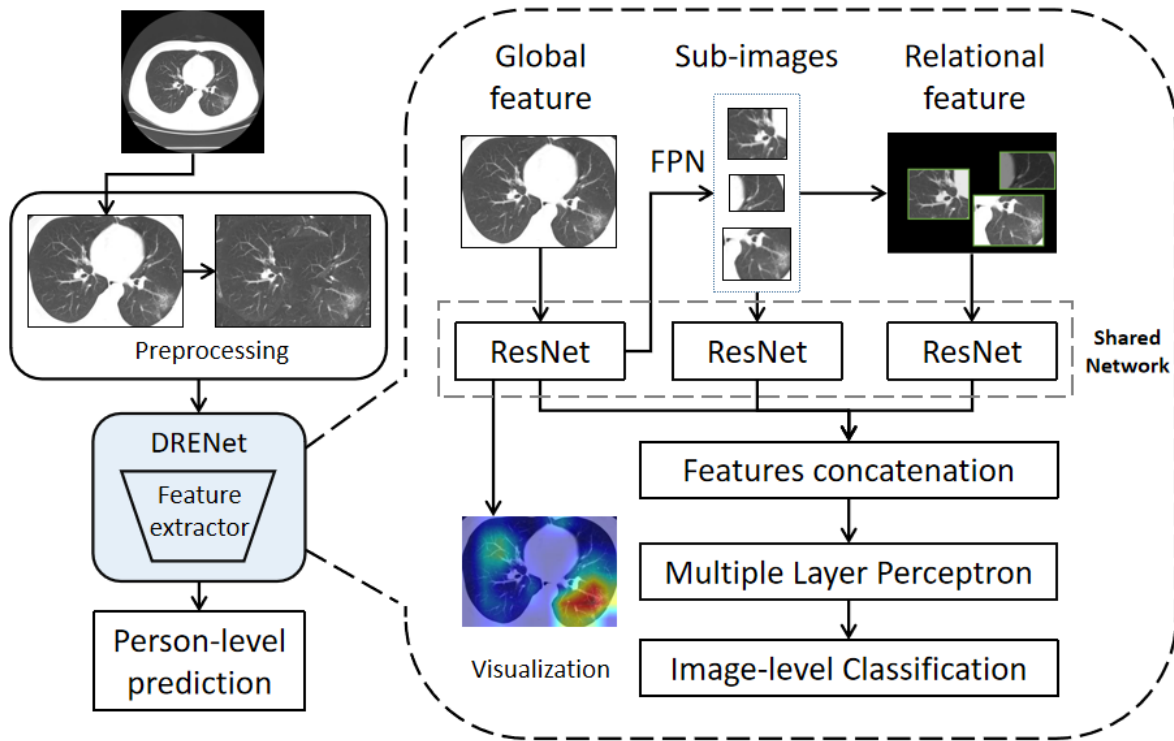 Preprocessing
DRENet
Feature
extractor
Person-level
prediction
Global
feature
Sub-images
Relational
feature
FPN
ResNet
ResNet
ResNet
Shared
Network
Features concatenation
Multiple Layer Perceptron
Image-level Classification
Visualization